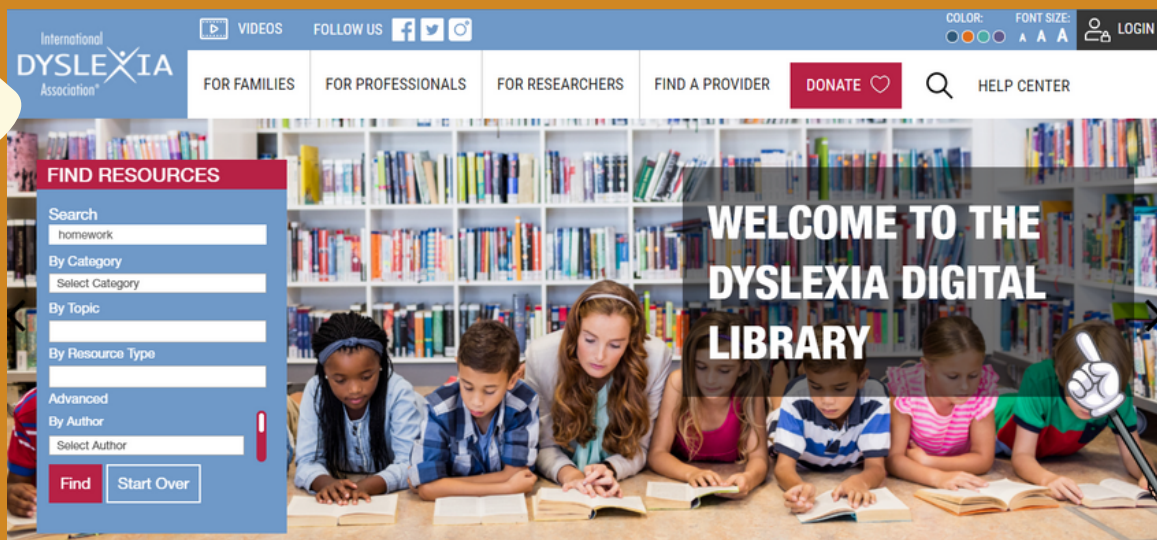 International
DYSLEXIA
Association®
VIDEOS
FOLLOW US
COLOR:
FONT SIZE:
A A A
LOGIN
FOR FAMILIES
FOR PROFESSIONALS
FOR RESEARCHERS
FIND A PROVIDER
DONATE
HELP CENTER
FIND RESOURCES
Search
homework
By Category
Select Category
By Topic
By Resource Type
Advanced
By Author
Select Author
Find
Start Over
WELCOME TO THE
DYSLEXIA DIGITAL
LIBRARY